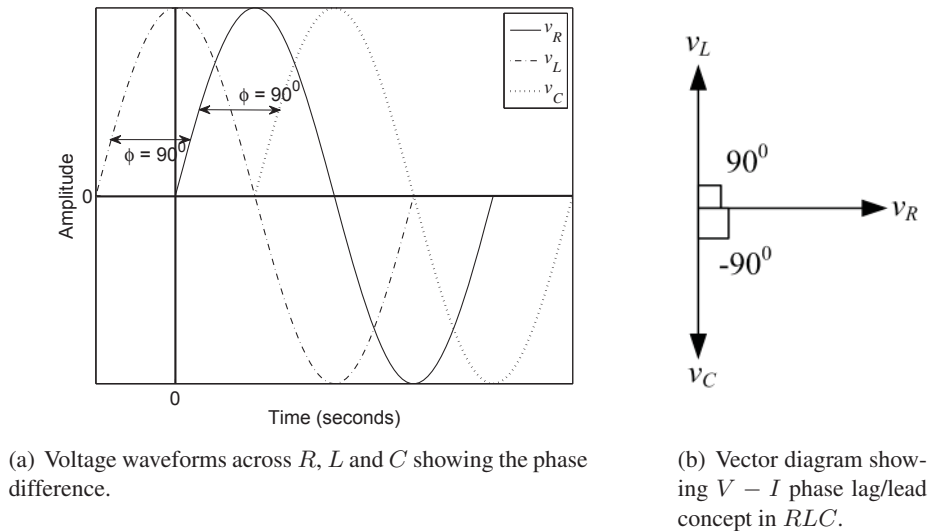 v_R
v_L
v_C
ϕ = 90⁰
ϕ = 90⁰
Amplitude
0
0
Time (seconds)
(a) Voltage waveforms across R, L and C showing the phase
difference.
v_L
90⁰
v_R
-90⁰
v_C
(b) Vector diagram show-
ing V − I phase lag/lead
concept in RLC.